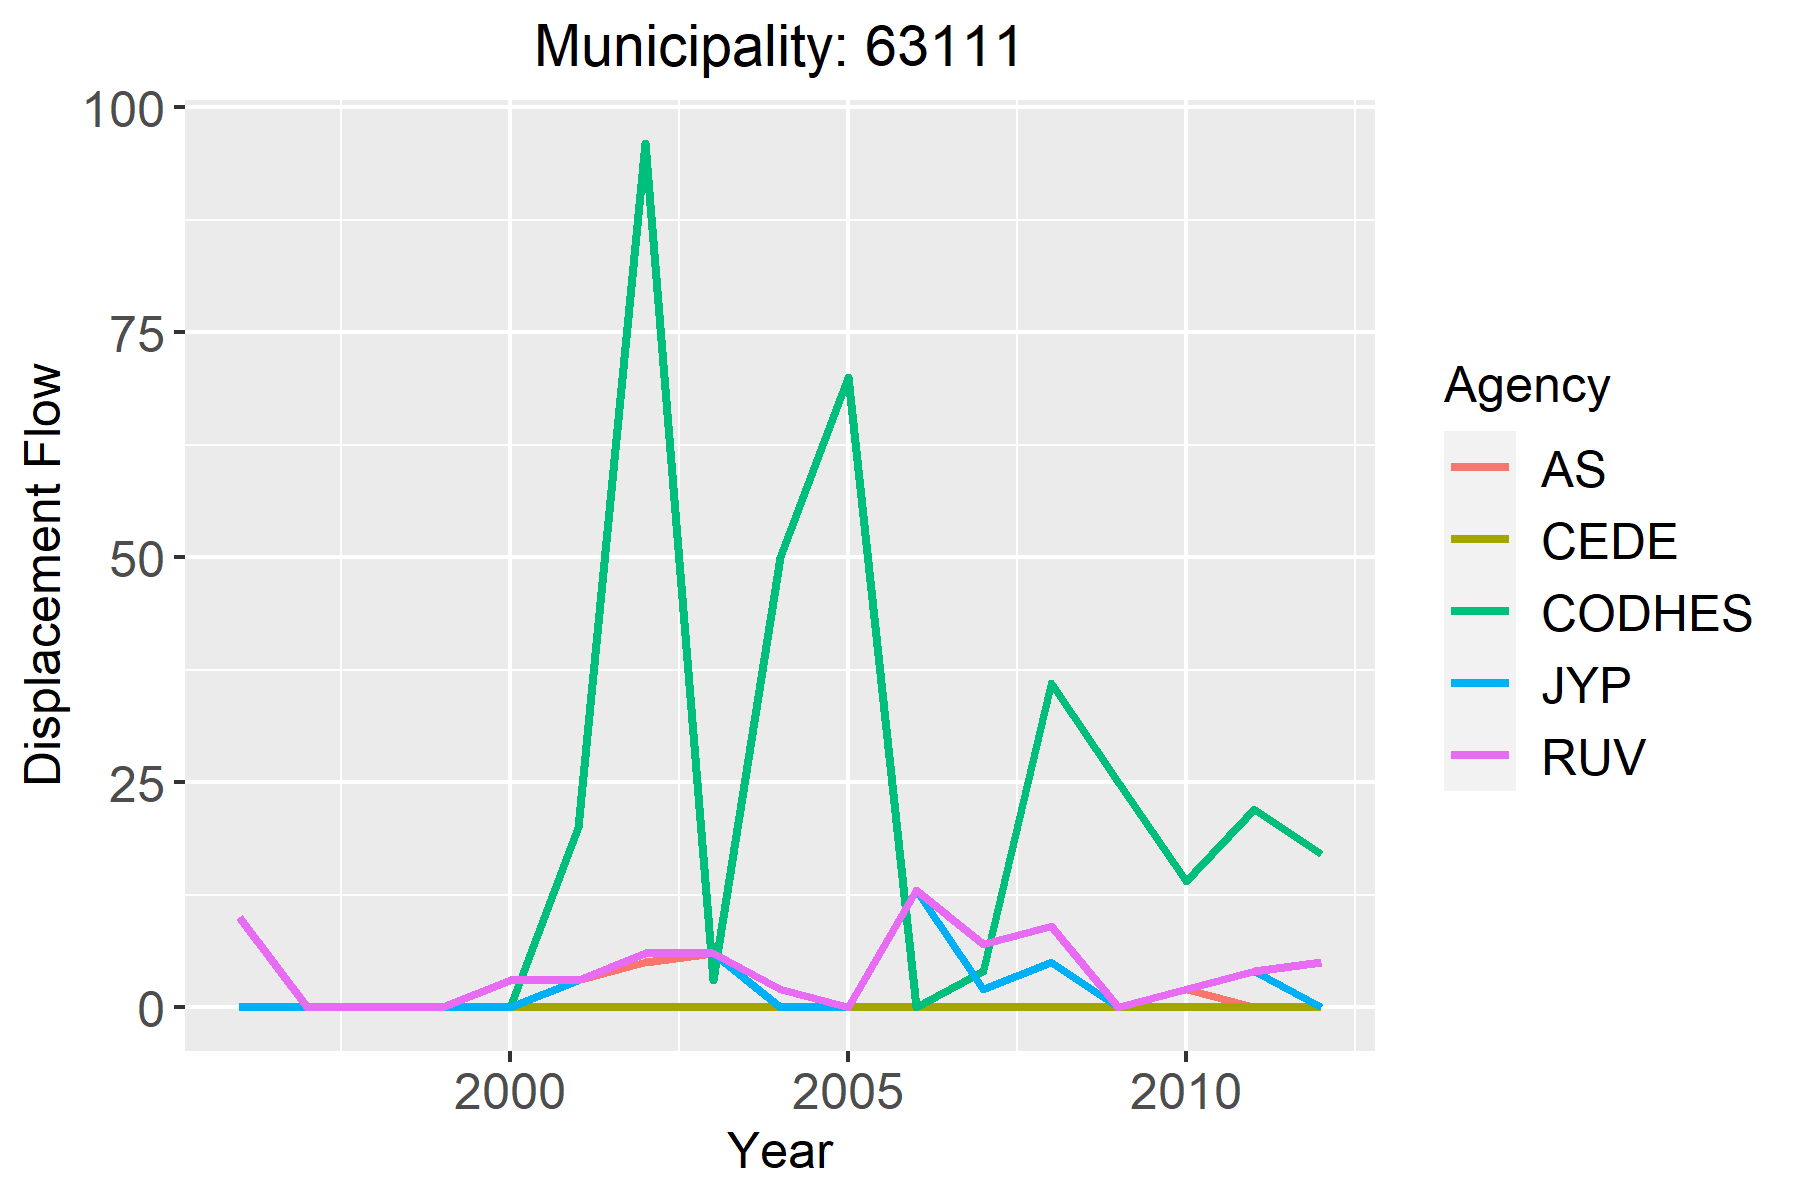 Municipality: 63111
100
75
50
25
0
Displacement Flow
2000 2005 2010
Year
Agency
AS
CEDE
CODHES
JYP
RUV